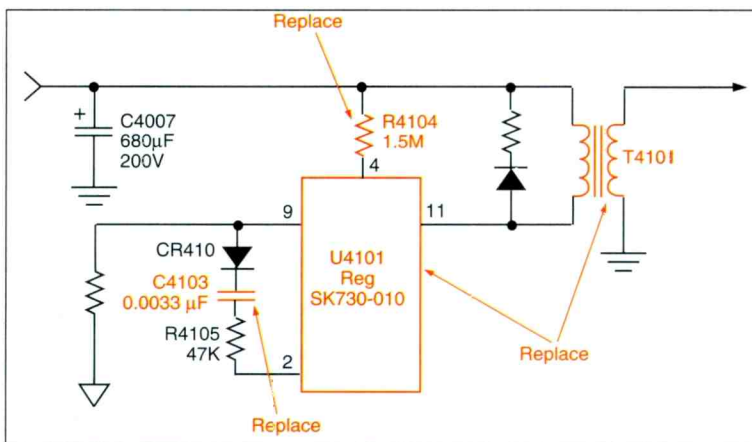 Replace
C4007
680µF
200V
+
R4104
1.5M
T4101
4
9
11
CR410
U4101
Reg
SK730-010
C4103
0.0033 µF
R4105
47K
2
Replace
Replace